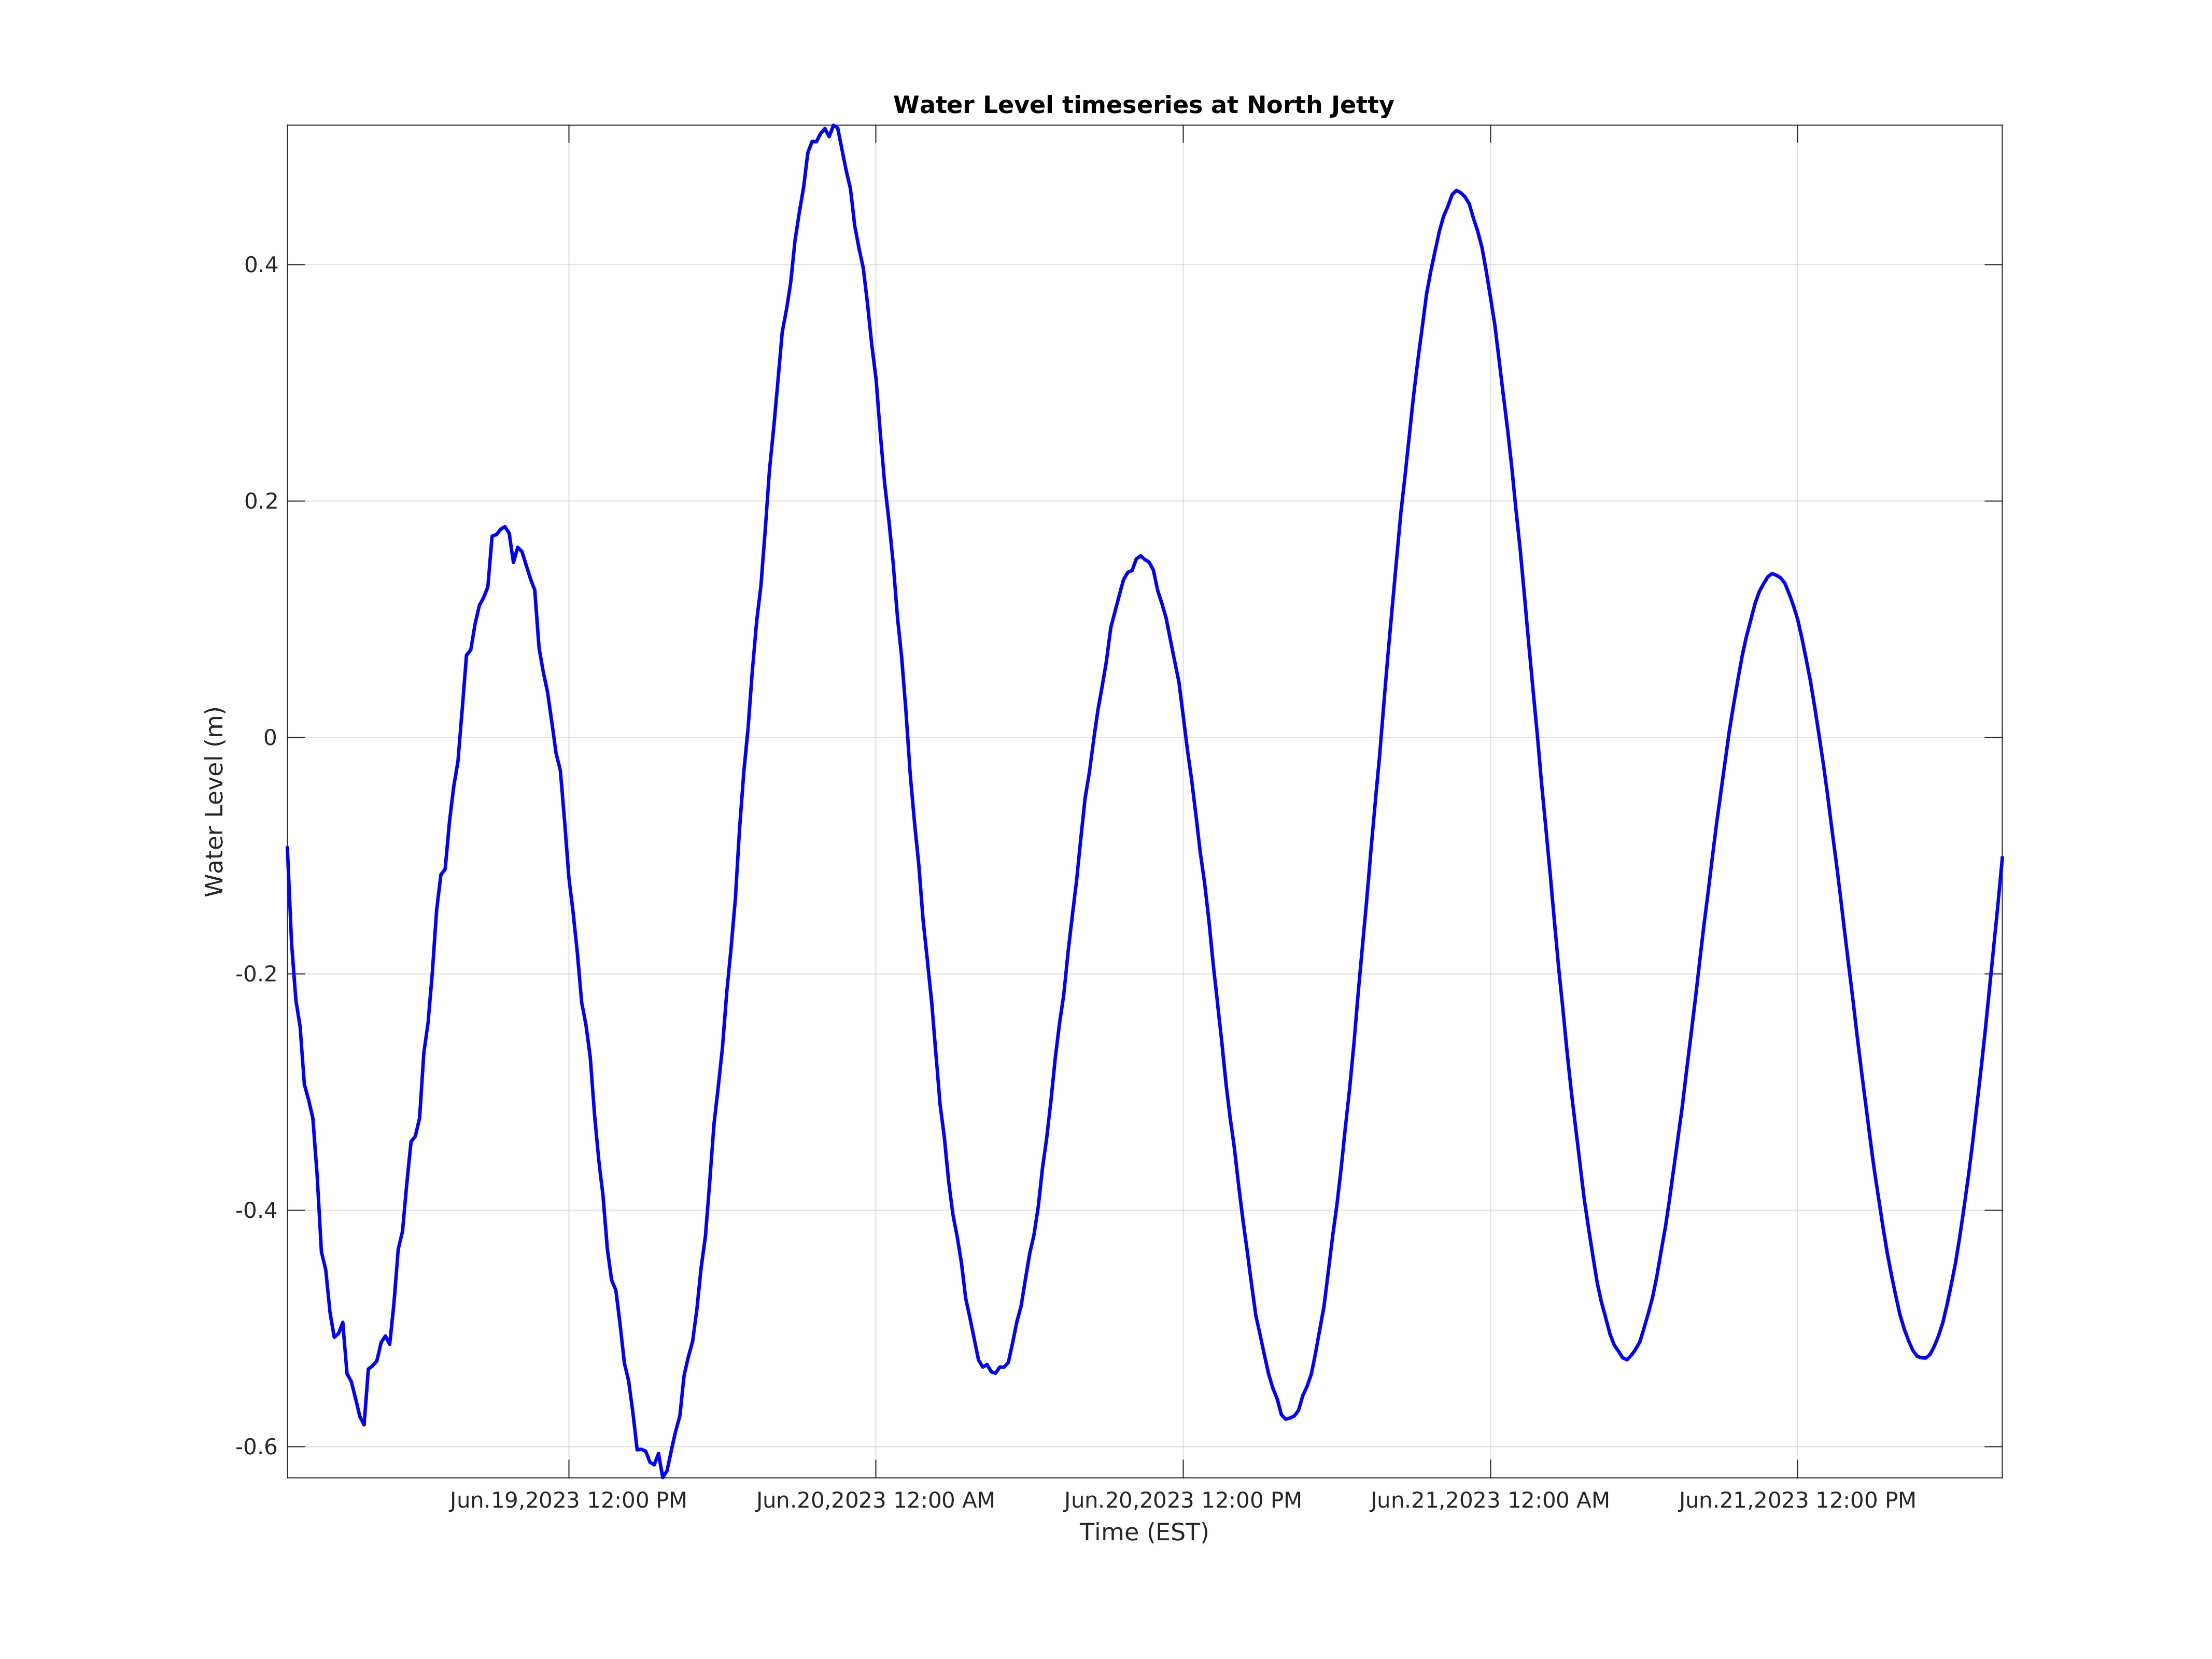 Water Level timeseries at North Jetty
Water Level (m)
0.4
0.2
0
-0.2
-0.4
-0.6
Jun.19,2023 12:00 PM
Jun.20,2023 12:00 AM
Jun.20,2023 12:00 PM
Jun.21,2023 12:00 AM
Jun.21,2023 12:00 PM
Time (EST)